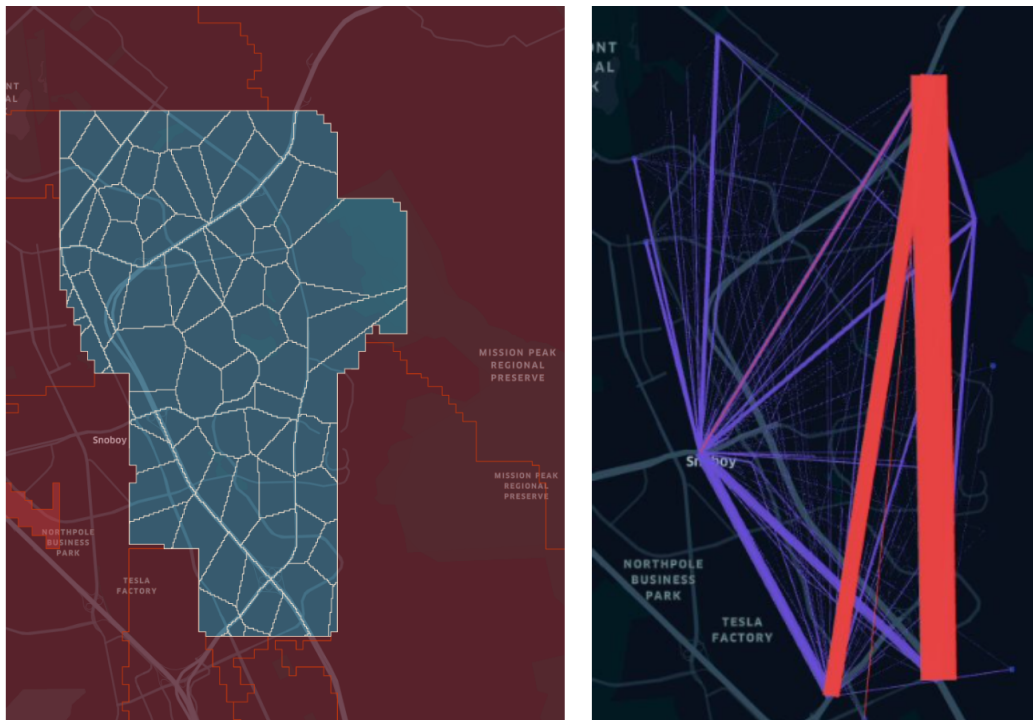 NT
AL
MISSION PEAK
REGIONAL
PRESERVE
Snoboy
MISSION PEAK
REGIONAL
PRESERVE
NORTHPOLE
BUSINESS
PARK
TESLA
FACTORY
ONT
AL
K
Snoboy
NORTHPOLE
BUSINESS
PARK
TESLA
FACTORY